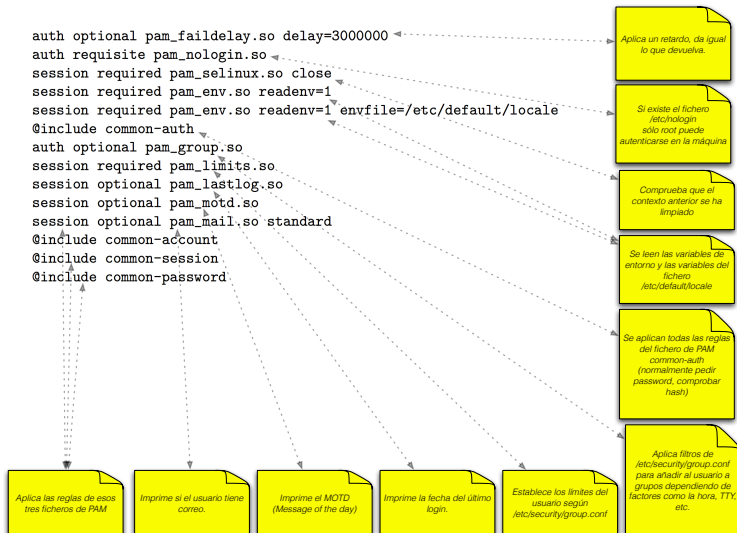 auth optional pam_faildelay.so delay=3000000
auth requisite pam_nologin.so
session required pam_selinux.so close
session required pam_env.so readenv=1
session required pam_env.so readenv=1 envfile=/etc/default/locale
@include common-auth
auth optional pam_group.so
session required pam_limits.so
session optional pam_lastlog.so
session optional pam_motd.so
session optional pam_mail.so standard
@include common-account
@include common-session
@include common-password
Aplica un retardo, da igual
lo que devuelva.
Si existe el fichero
/etc/nologin
sólo root puede
autenticarse en la máquina
Comprueba que el
contexto anterior se ha
limpiado
Se leen las variables de
entorno y las variables del
fichero
/etc/default/locale
Se aplican todas las reglas
del fichero de PAM
common-auth
(normalmente pedir
password, comprobar
hash)
Aplica filtros de
/etc/security/group.conf
para añadir al usuario a
grupos dependiendo de
factores como la hora, TTY,
etc.
Aplica las reglas de esos
tres ficheros de PAM
Imprime si el usuario tiene
correo.
Imprime el MOTD
(Message of the day)
Imprime la fecha del último
login.
Establece los límites del
usuario según
/etc/security/group.conf